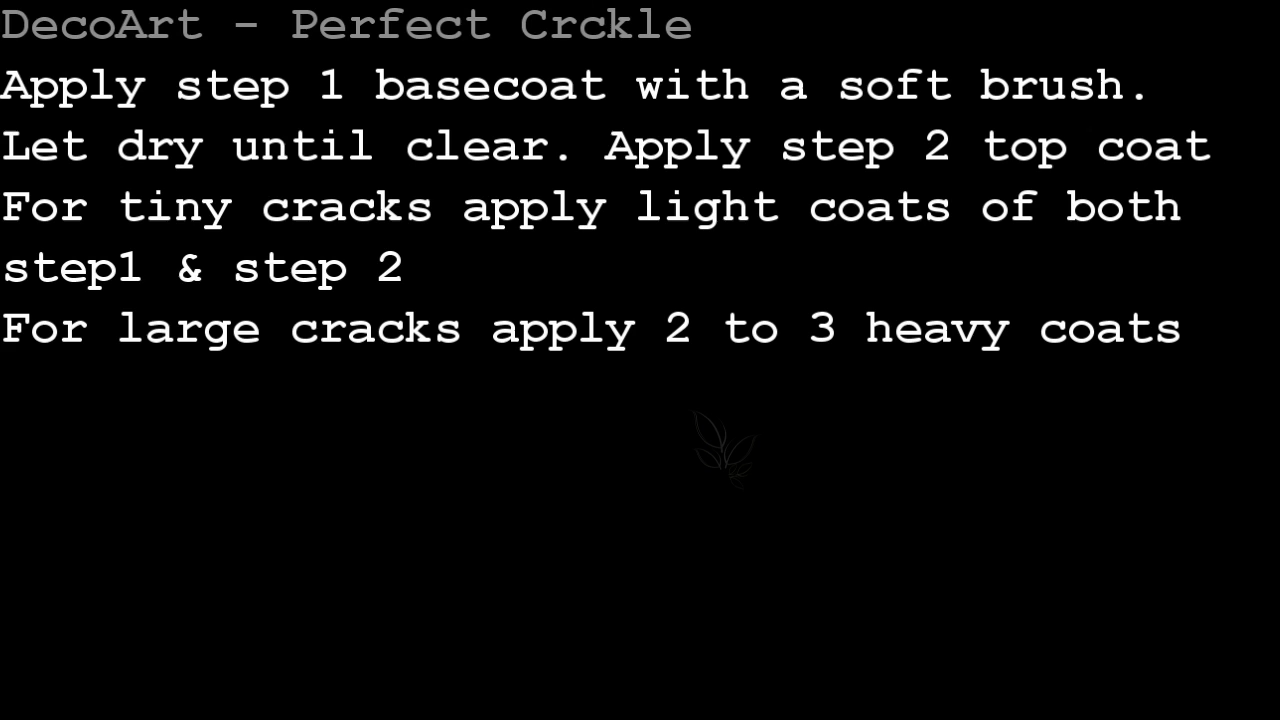 DecoArt - Perfect Crckle
Apply step 1 basecoat with a soft brush.
Let dry until clear. Apply step 2 top coat
For tiny cracks apply light coats of both
step1 & step 2
For large cracks apply 2 to 3 heavy coats